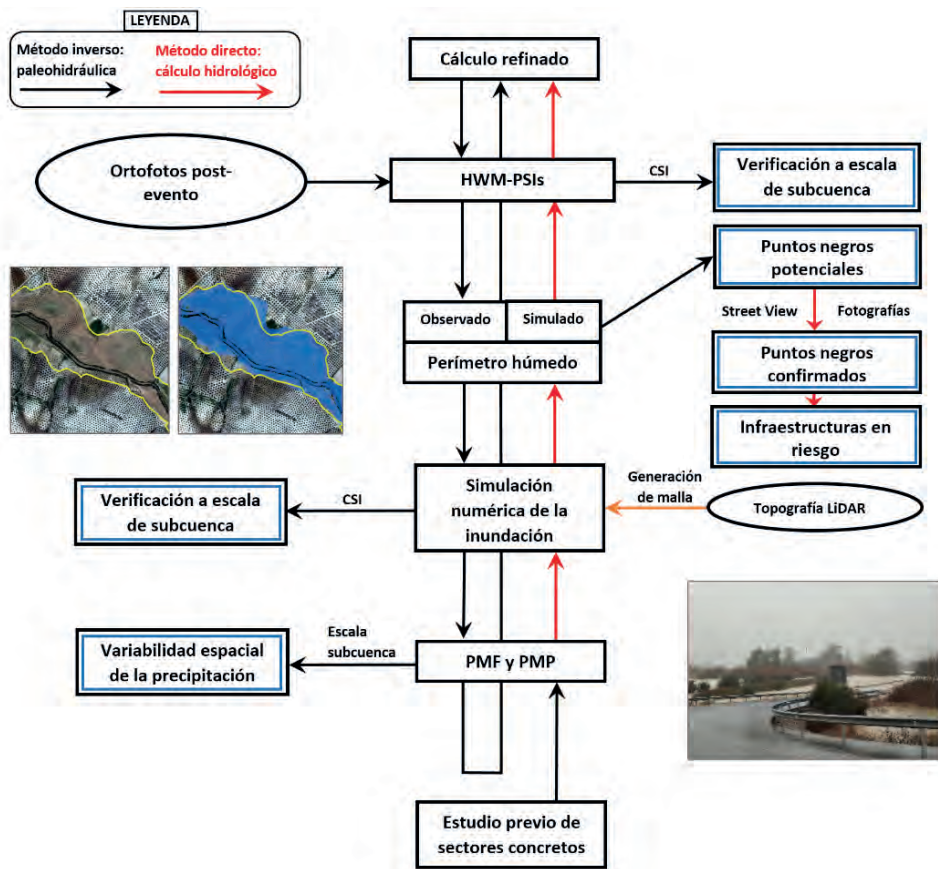 LEYENDA
Método inverso:
paleohidráulica
Método directo:
cálculo hidrológico
Cálculo refinado
Ortofotos post-
evento
HWM-PSIs
CSI
Verificación a escala
de subcuenca
Puntos negros
potenciales
Street View
Fotografías
Observado
Simulado
Perímetro húmedo
Puntos negros
confirmados
Infraestructuras en
riesgo
Verificación a escala
de subcuenca
CSI
Simulación
numérica de la
inundación
Generación
de malla
Topografía LiDAR
Variabilidad espacial
de la precipitación
Escala
subcuenca
PMF y PMP
Estudio previo de
sectores concretos